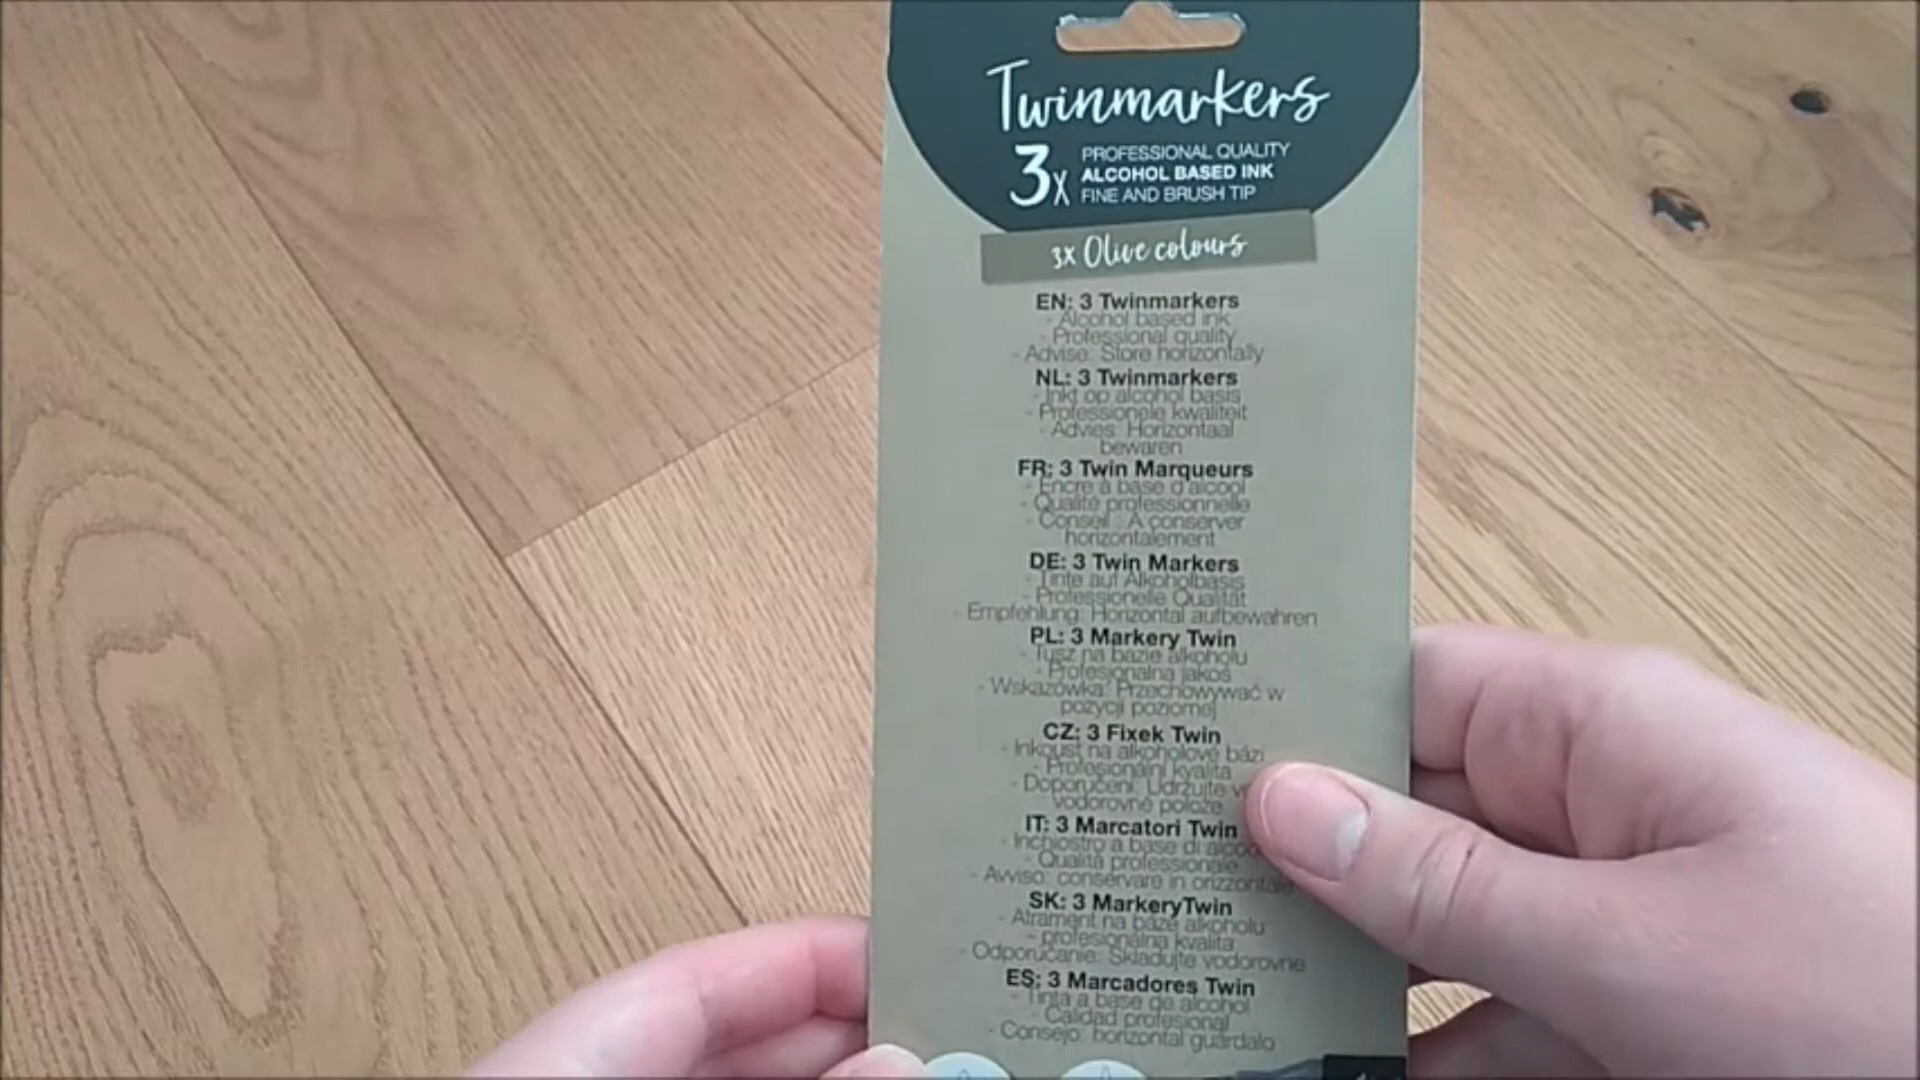 Twinmarkers
3x
PROFESSIONAL QUALITY
ALCOHOL BASED INK
FINE AND BRUSH TIP
3x Olive colours
EN: 3 Twinmarkers
- Alcohol based ink
- Professional quality
- Advise: Store horizontally
NL: 3 Twinmarkers
- Inkt op alcohol basis
- Professionele kwaliteit
- Advies: Horizontaal
bewaren
FR: 3 Twin Marqueurs
- Encre à base d'alcool
- Qualité professionnelle
- Conseil : A conserver
horizontalement
DE: 3 Twin Markers
- Tinte auf Alkoholbasis
- Professionelle Qualität
- Empfehlung: Horizontal aufbewahren
PL: 3 Markery Twin
- Tusz na bazie alkoholu
- Profesjonalna jakoś
- Wskazówka: Przechowywać w
pozycji poziomej
CZ: 3 Fixek Twin
- Inkoust na alkoholové bázi
- Profesionální kvalita
- Doporučení: Udržujte
vodorovné poloze
IT: 3 Marcatori Twin
- Inchiostro a base di
- Qualità professionale
- Avviso: conservare in orizzontale
SK: 3 MarkeryTwin
- Atrament na báze alkoholu
- profesionálna kvalita
- Odporúčanie: Skladujte vodorovne
ES: 3 Marcadores Twin
- Tinta a base de alcohol
- Calidad profesional
- Consejo: horizontal guárdalo